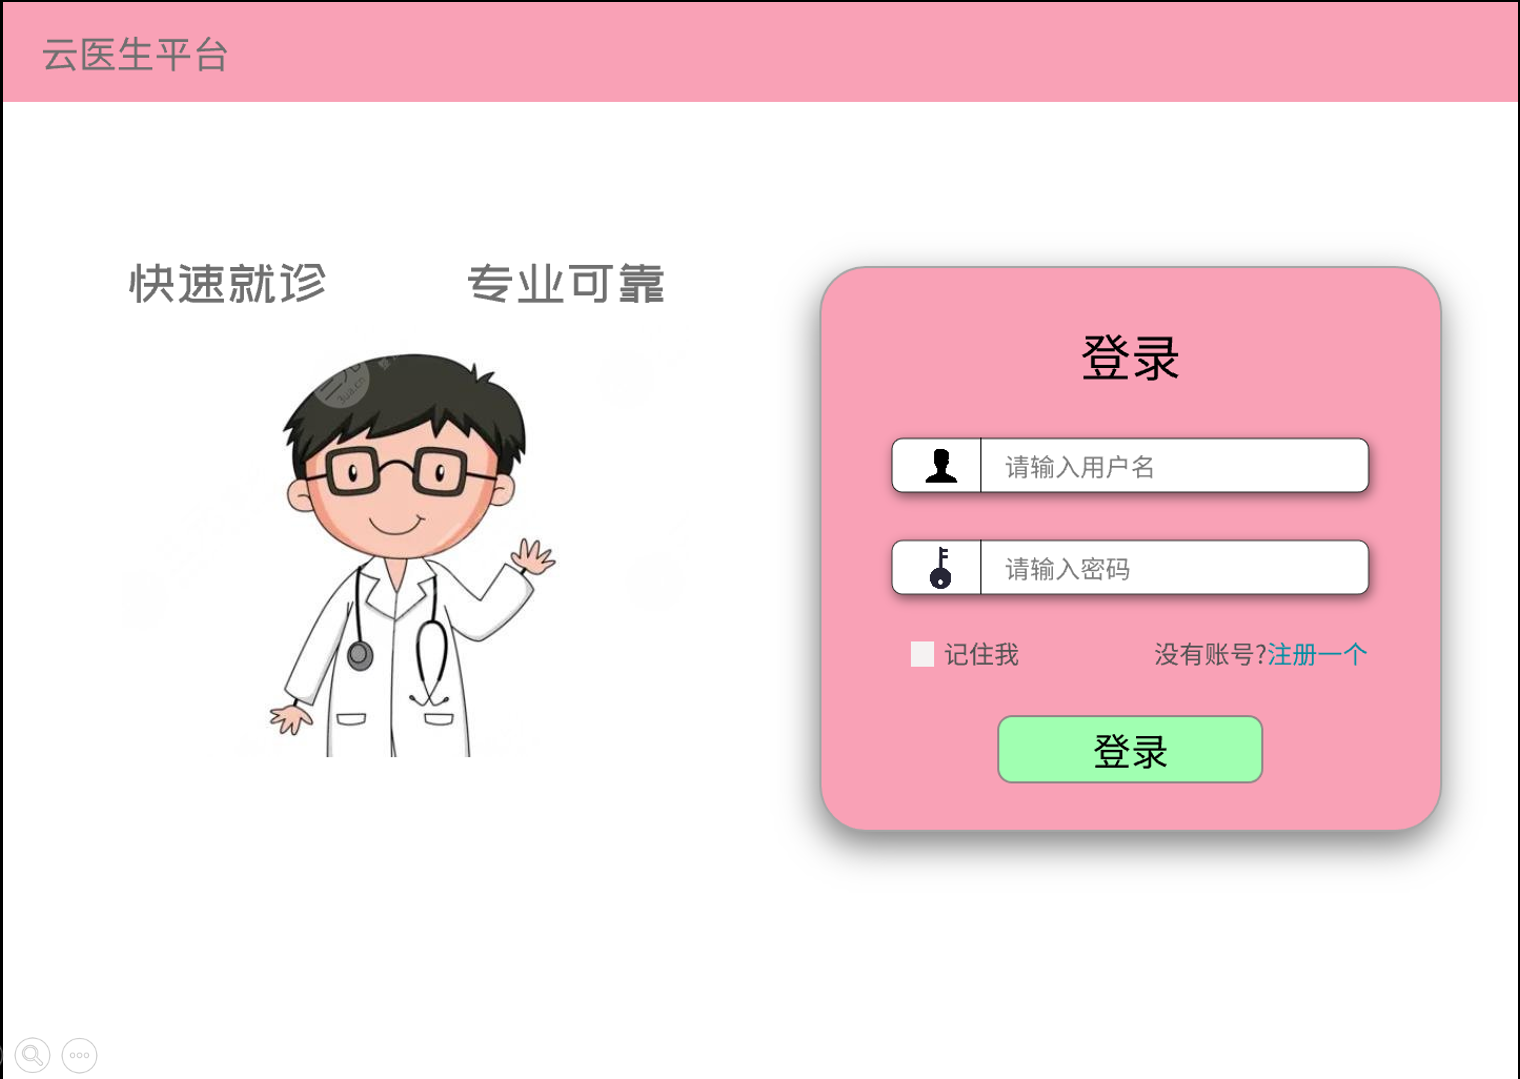 云医生平台
快速就诊 专业可靠
3ua.cn
登录
请输入用户名
请输入密码
记住我 没有账号?注册一个
登录